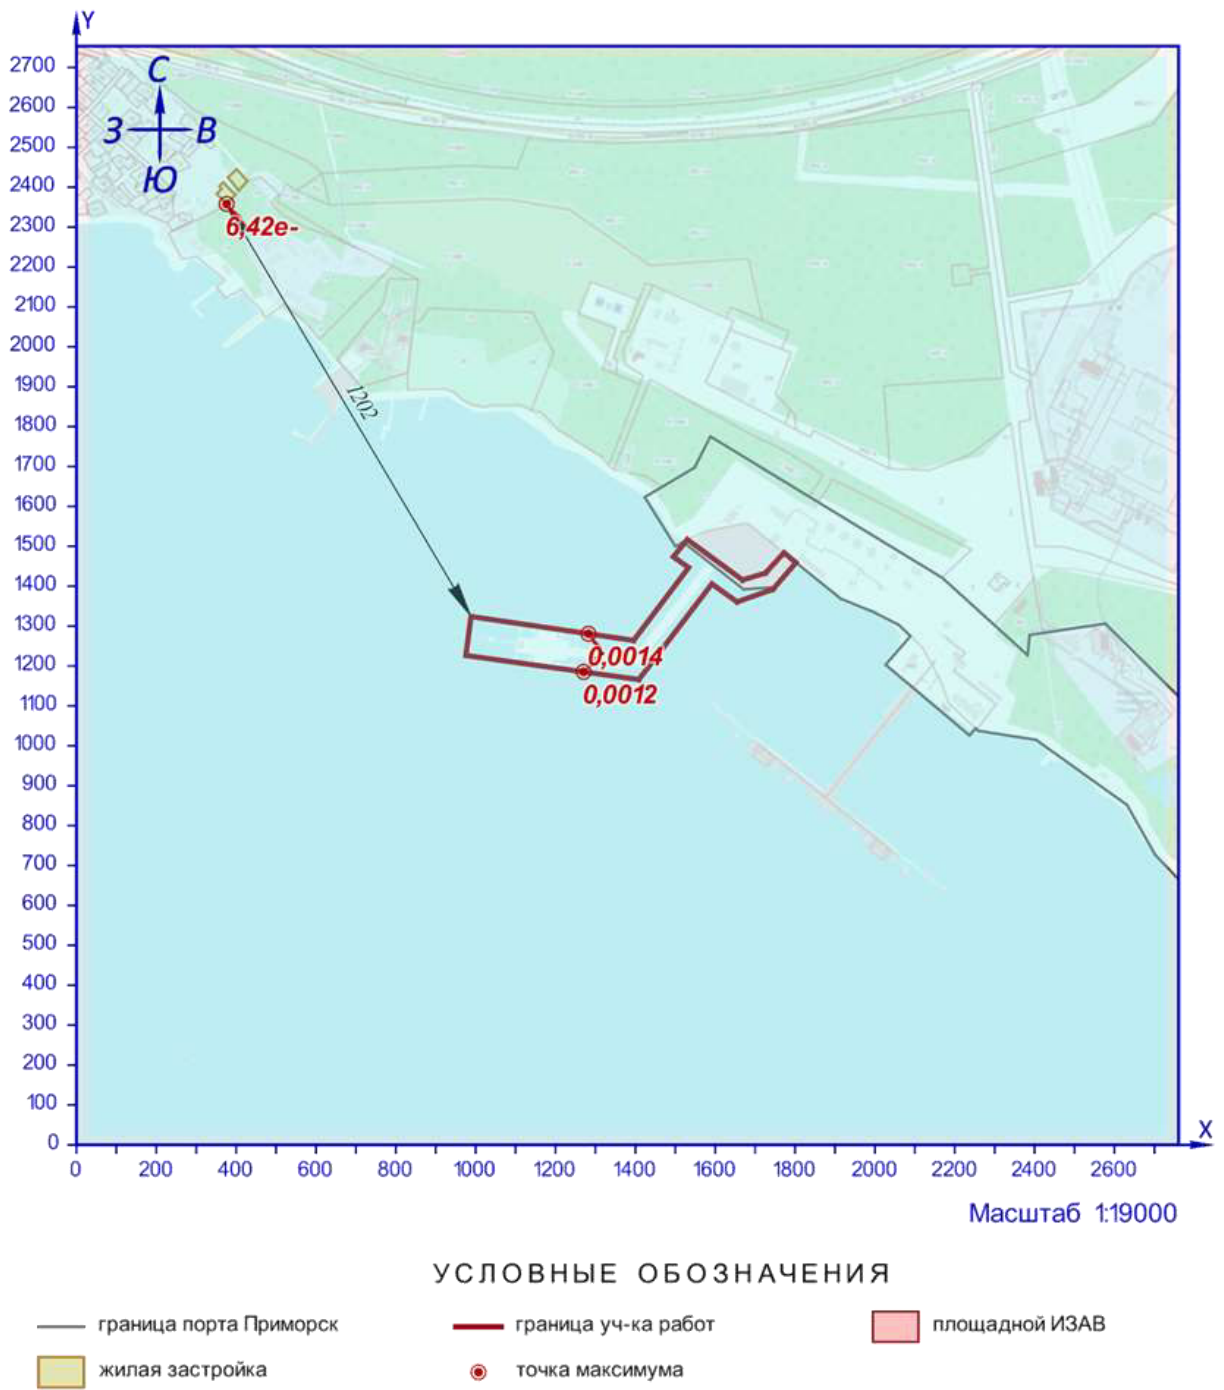 Y
2700
2600
2500
2400
2300
2200
2100
2000
1900
1800
1700
1600
1500
1400
1300
1200
1100
1000
900
800
700
600
500
400
300
200
100
0
С
З
В
Ю
6,42e-
1202
0,0014
0,0012
X
0 200 400 600 800 1000 1200 1400 1600 1800 2000 2200 2400 2600
Масштаб 1:19000
УСЛОВНЫЕ ОБОЗНАЧЕНИЯ
граница порта Приморск
граница уч-ка работ
площадной ИЗАВ
жилая застройка
точка максимума